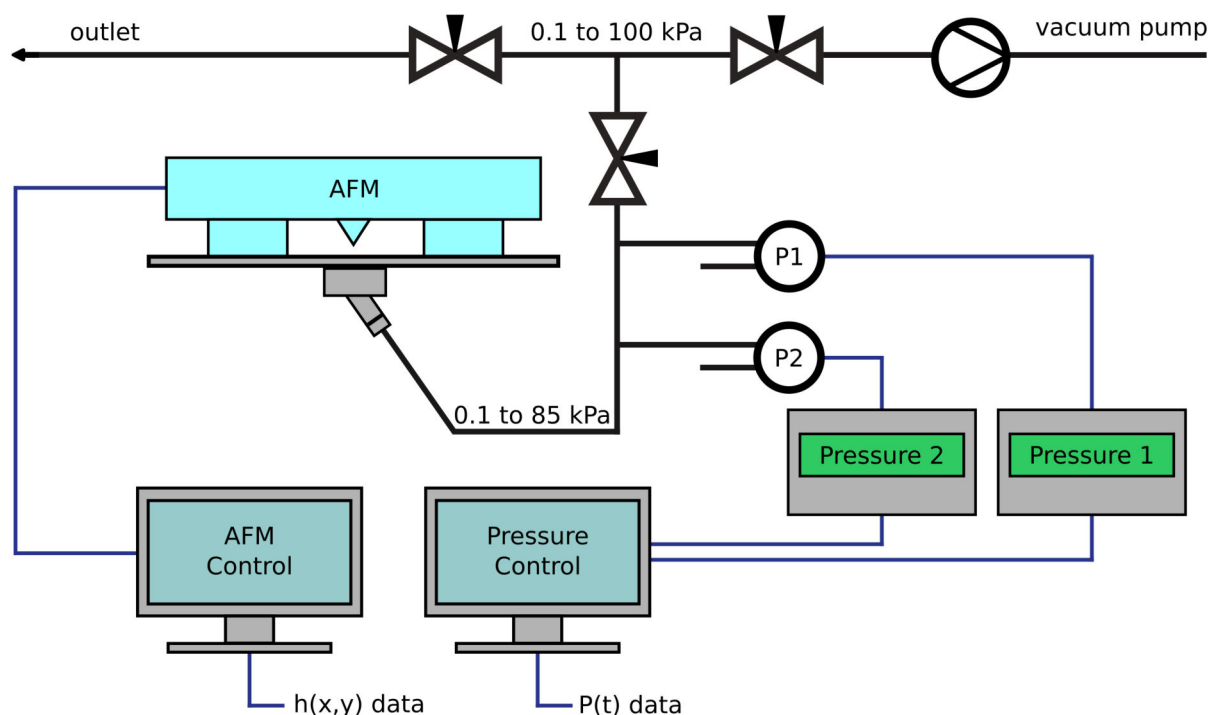 outlet
0.1 to 100 kPa
vacuum pump
AFM
P1
P2
0.1 to 85 kPa
Pressure 2
Pressure 1
AFM
Control
Pressure
Control
h(x,y) data
P(t) data